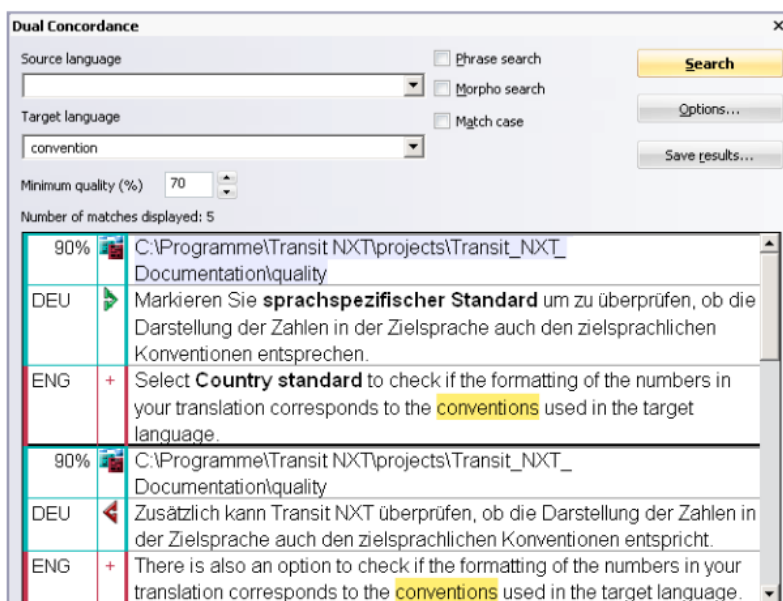 Dual Concordance
Source language
Phrase search
Search
Morpho search
Target language
Match case
Options...
convention
Save results...
Minimum quality (%) 70
Number of matches displayed: 5
90% C:\Programme\Transit NXT\projects\Transit_NXT_
Documentation\quality
DEU Markieren Sie sprachspezifischer Standard um zu überprüfen, ob die
Darstellung der Zahlen in der Zielsprache auch den zielsprachlichen
Konventionen entsprechen.
ENG + Select Country standard to check if the formatting of the numbers in
your translation corresponds to the conventions used in the target
language.
90% C:\Programme\Transit NXT\projects\Transit_NXT_
Documentation\quality
DEU Zusätzlich kann Transit NXT überprüfen, ob die Darstellung der Zahlen in
der Zielsprache auch den zielsprachlichen Konventionen entspricht.
ENG + There is also an option to check if the formatting of the numbers in your
translation corresponds to the conventions used in the target language.